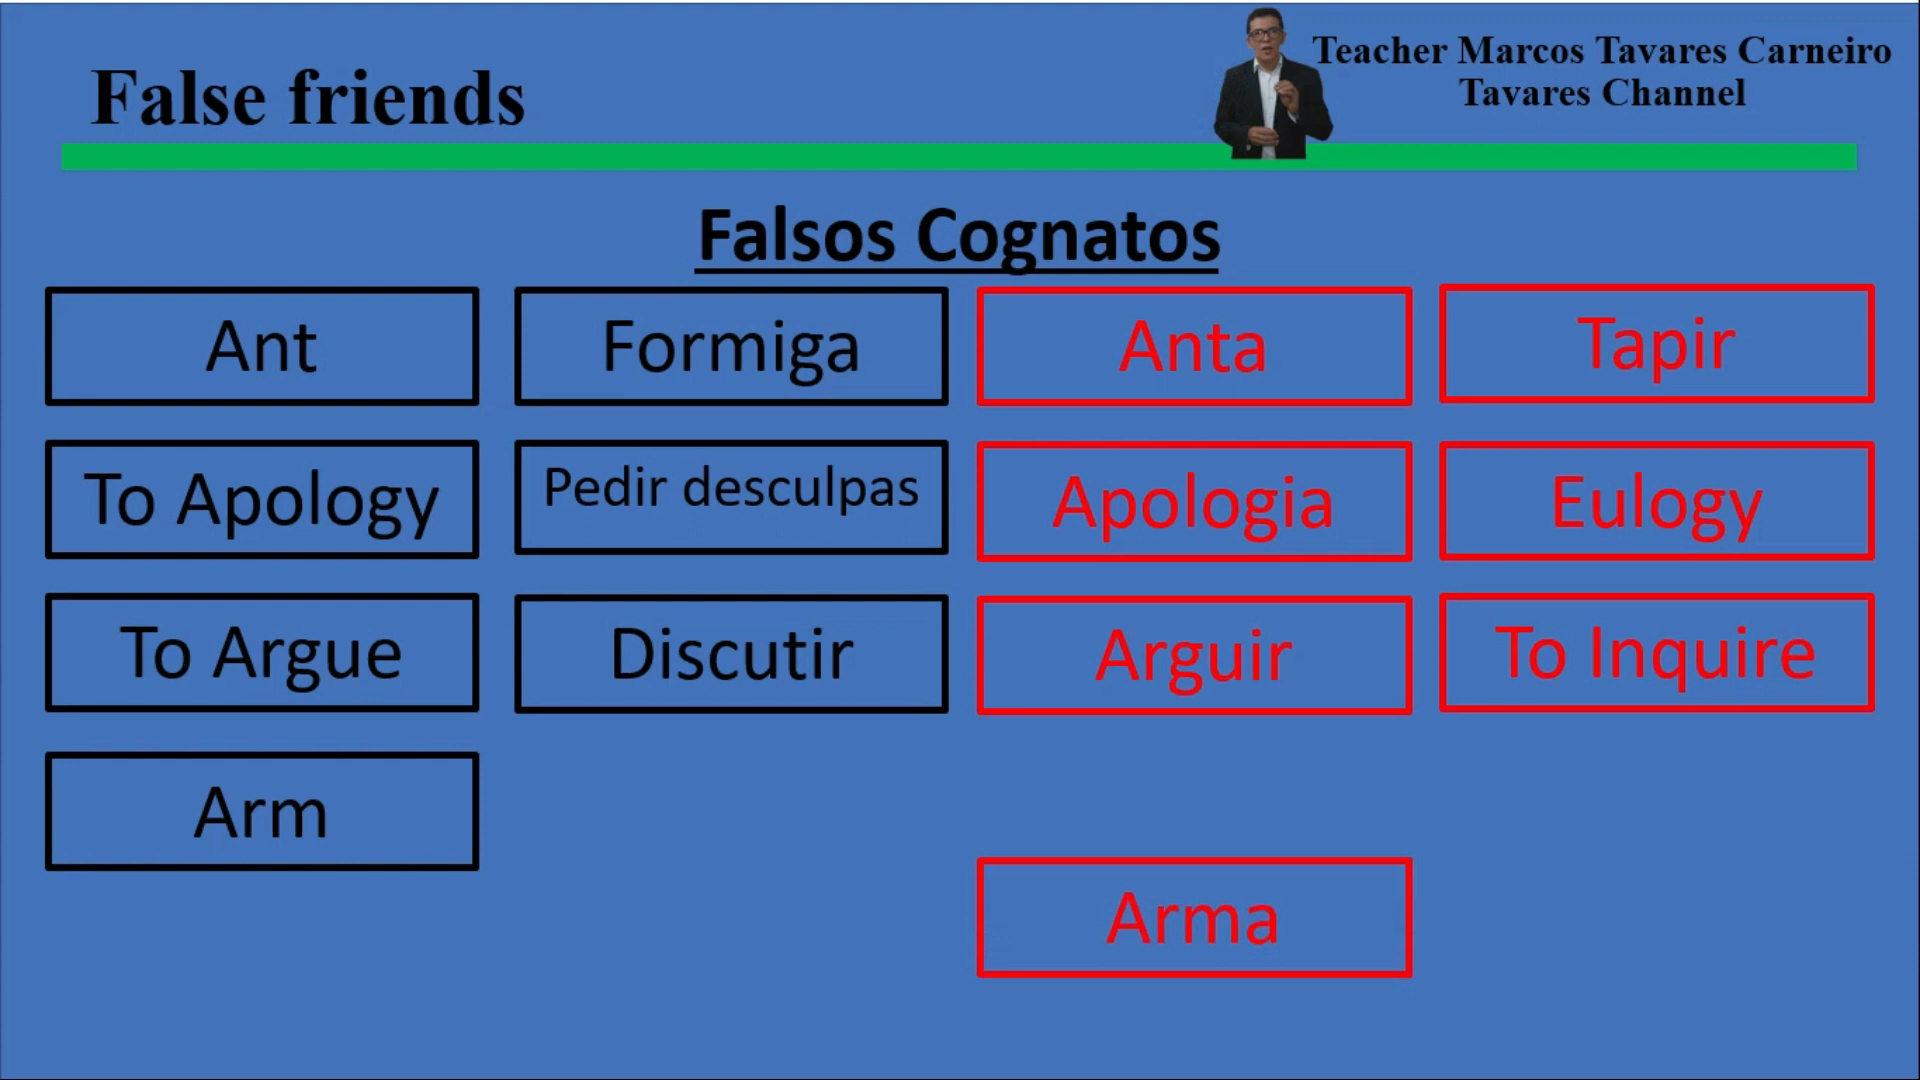 False friends
Teacher Marcos Tavares Carneiro
Tavares Channel
Falsos Cognatos
Ant
Formiga
Anta
Tapir
To Apology
Pedir desculpas
Apologia
Eulogy
To Argue
Discutir
Arguir
To Inquire
Arm
Arma